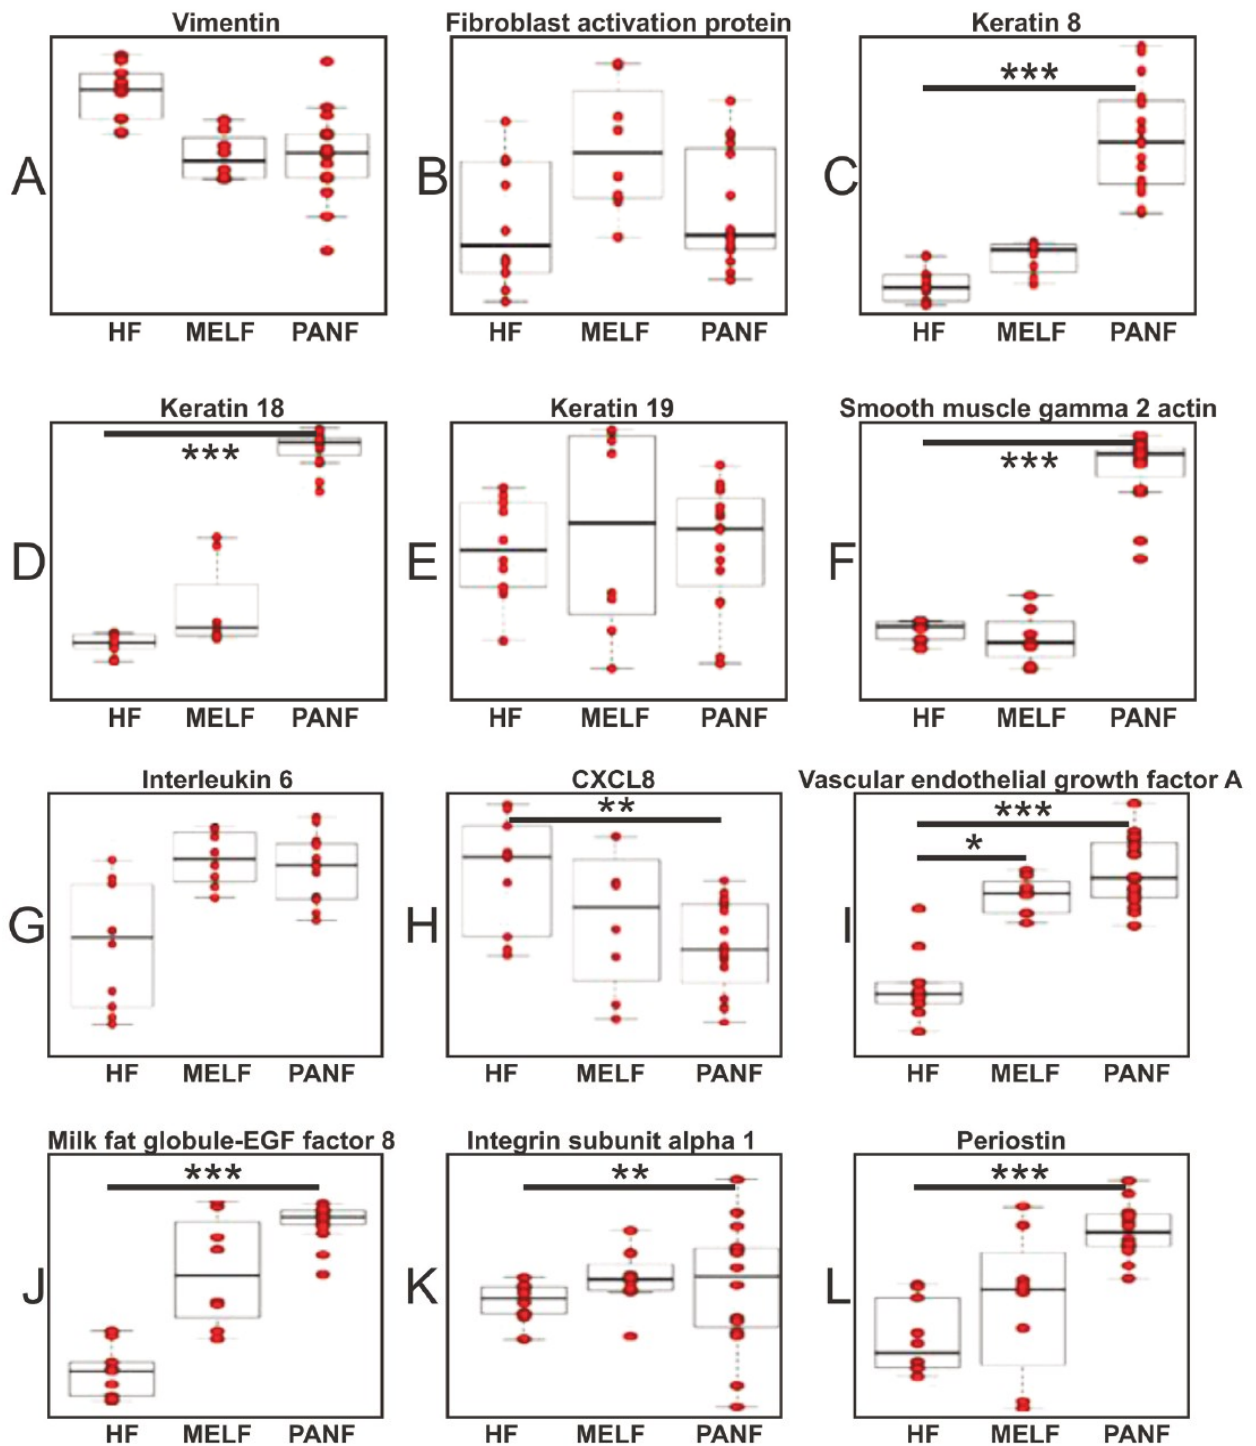 Vimentin
Fibroblast activation protein
Keratin 8
***
A
B
C
HF MELF PANF
HF MELF PANF
HF MELF PANF
Keratin 18
Keratin 19
Smooth muscle gamma 2 actin
***
***
D
E
F
HF MELF PANF
HF MELF PANF
HF MELF PANF
Interleukin 6
CXCL8
Vascular endothelial growth factor A
**
***
*
G
H
I
HF MELF PANF
HF MELF PANF
HF MELF PANF
Milk fat globule-EGF factor 8
Integrin subunit alpha 1
Periostin
***
**
***
J
K
L
HF MELF PANF
HF MELF PANF
HF MELF PANF